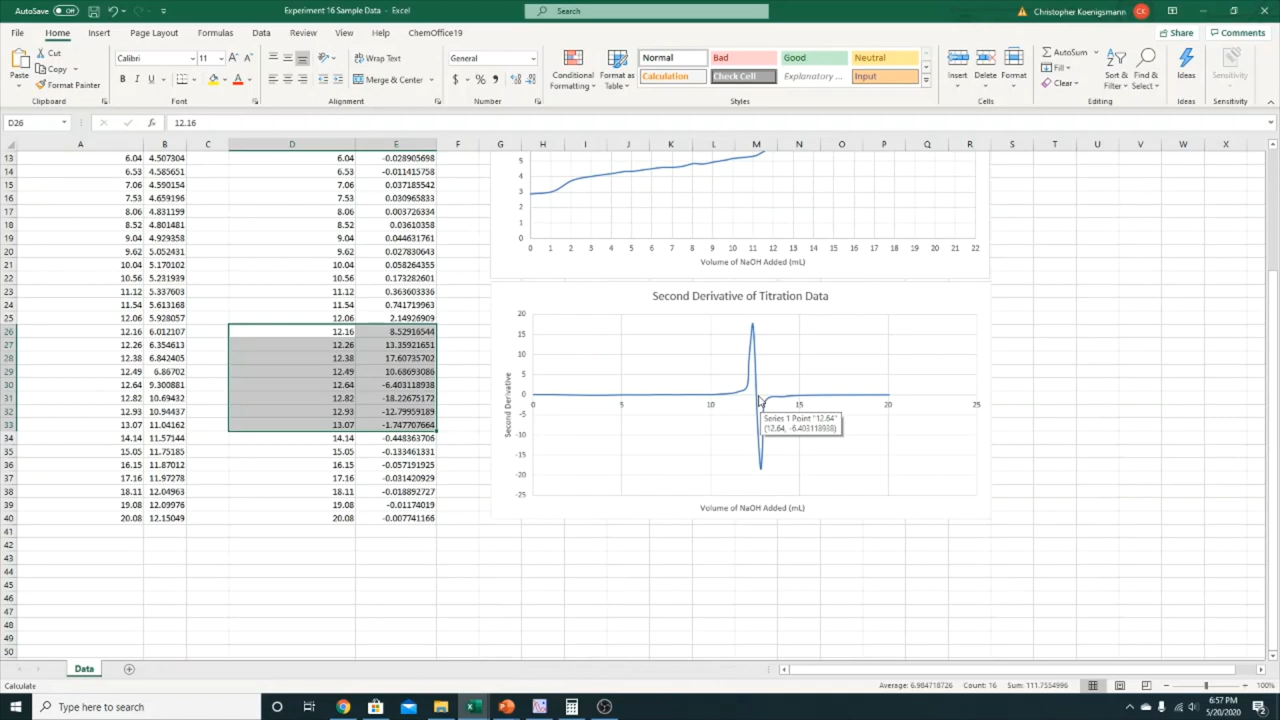 AutoSave Off Experiment 16 Sample Data - Excel Search Christopher Koenigsmann CK
File Home Insert Page Layout Formulas Data Review View Help ChemOffice19 Share Comments
Cut Calibri 11 Wrap Text General Normal Bad Good Neutral AutoSum
Copy Fill
Paste Format Painter B I U Merge & Center $ % 9 Conditional Formatting Format as Table Calculation Check Cell Explanatory ... Input Insert Delete Format Clear Sort & Filter Find & Select Ideas Sensitivity
Clipboard Font Alignment Number Styles Cells Editing Ideas Sensitivity
D26 fx 12.16
A B C D E F G H I J K L M N O P Q R S T U V W X
13 6.04 4.507304 6.04 -0.028905698
14 6.53 4.585651 6.53 -0.011415758
15 7.06 4.590154 7.06 0.037185542
16 7.53 4.659196 7.53 0.030965833
17 8.06 4.831199 8.06 0.003726334
18 8.52 4.801481 8.52 0.03610358
19 9.04 4.929358 9.04 0.044631761
20 9.62 5.052431 9.62 0.027830643
21 10.04 5.170102 10.04 0.058264355
22 10.56 5.231939 10.56 0.173282601
23 11.12 5.337603 11.12 0.363603336
24 11.54 5.613168 11.54 0.741719963
25 12.06 5.928057 12.06 2.14926909
26 12.16 6.012107 12.16 8.52916544
27 12.26 6.354613 12.26 13.35921651
28 12.38 6.842405 12.38 17.60735702
29 12.49 6.86702 12.49 10.68693086
30 12.64 9.300881 12.64 -6.403118938
31 12.82 10.69432 12.82 -18.22675172
32 12.93 10.94437 12.93 -12.79959189
33 13.07 11.04162 13.07 -1.747707664
34 14.14 11.57144 14.14 -0.448363706
35 15.05 11.75185 15.05 -0.133461331
36 16.15 11.87012 16.15 -0.057191925
37 17.16 11.97278 17.16 -0.031420929
38 18.11 12.04963 18.11 -0.018892727
39 19.08 12.09976 19.08 -0.01174019
40 20.08 12.15049 20.08 -0.007741166
41
42
43
44
45
46
47
48
49
50
5
4
3
2
1
0
0 1 2 3 4 5 6 7 8 9 10 11 12 13 14 15 16 17 18 19 20 21 22
Volume of NaOH Added (mL)
Second Derivative of Titration Data
20
15
10
5
0
-5
-10
-15
-20
-25
Second Derivative
0 5 10 15 20 25
Series 1 Point "12.64"
(12.64, -6.403118938)
Volume of NaOH Added (mL)
Data
Calculate Average: 6.984718726 Count: 16 Sum: 111.7554996 100%
Type here to search 6:57 PM
5/20/2020 2